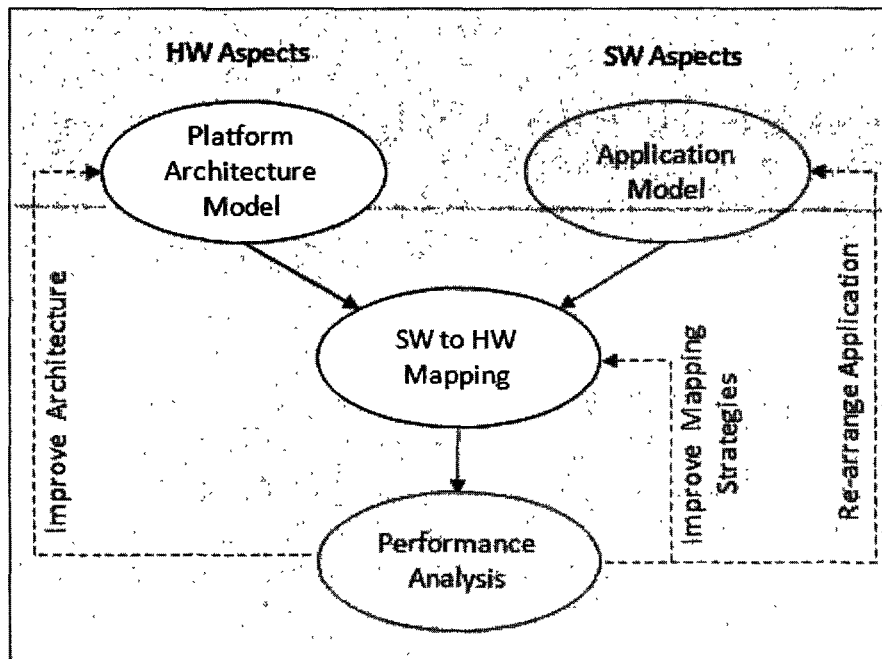 HW Aspects
SW Aspects
Platform
Architecture
Model
Application
Model
SW to HW
Mapping
Performance
Analysis
Improve Architecture
Improve Mapping
Strategies
Re-arrange Application